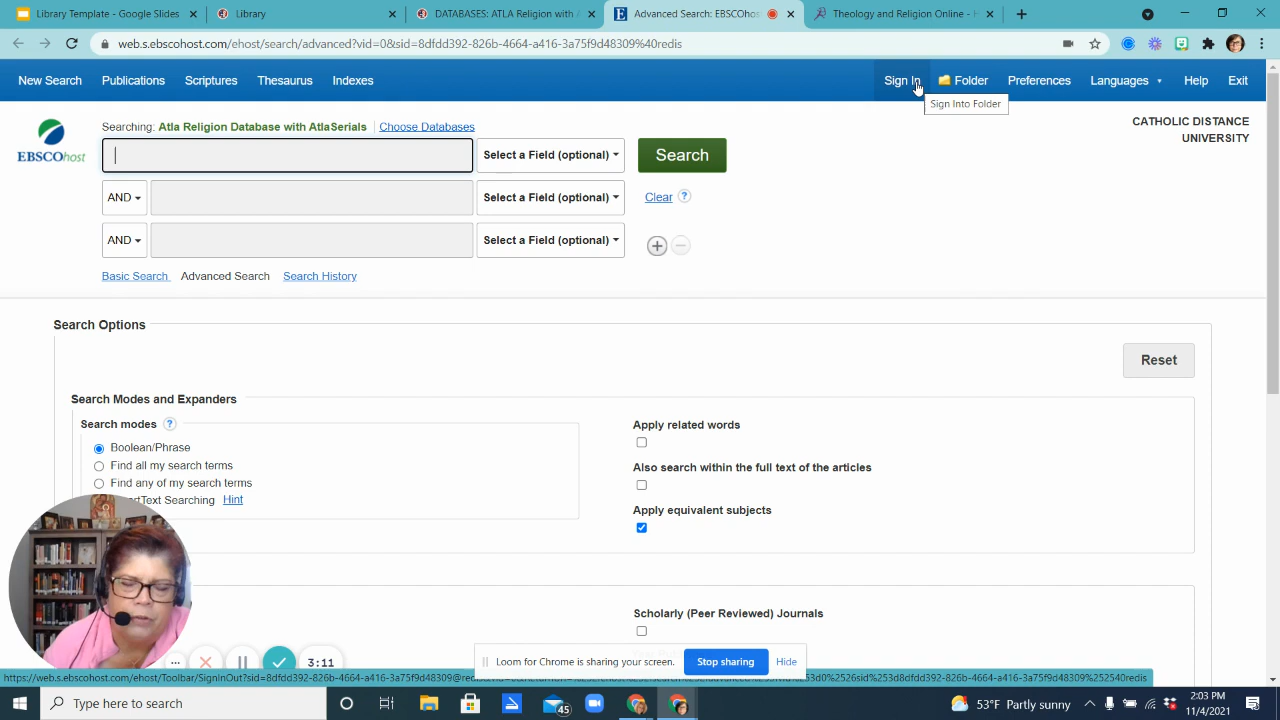 Library Template - Google Slides
Library
DATABASES: ATLA Religion with A
Advanced Search: EBSCOhos
Theology and Religion Online - H
web.s.ebscohost.com/ehost/search/advanced?vid=0&sid=8dfdd392-826b-4664-a416-3a75f9d48309%40redis
New Search Publications Scriptures Thesaurus Indexes Sign In Folder Preferences Languages Help Exit
Sign Into Folder
Searching: Atla Religion Database with AtlaSerials Choose Databases
CATHOLIC DISTANCE
UNIVERSITY
EBSCOhost
Select a Field (optional) Search
AND Select a Field (optional) Clear ?
AND Select a Field (optional)
Basic Search Advanced Search Search History
Search Options
Reset
Search Modes and Expanders
Search modes ?
Boolean/Phrase
Find all my search terms
Find any of my search terms
Hint
Apply related words
Also search within the full text of the articles
Apply equivalent subjects
Scholarly (Peer Reviewed) Journals
3:11
Loom for Chrome is sharing your screen. Stop sharing Hide
Type here to search
45
53°F Partly sunny
2:03 PM
11/4/2021